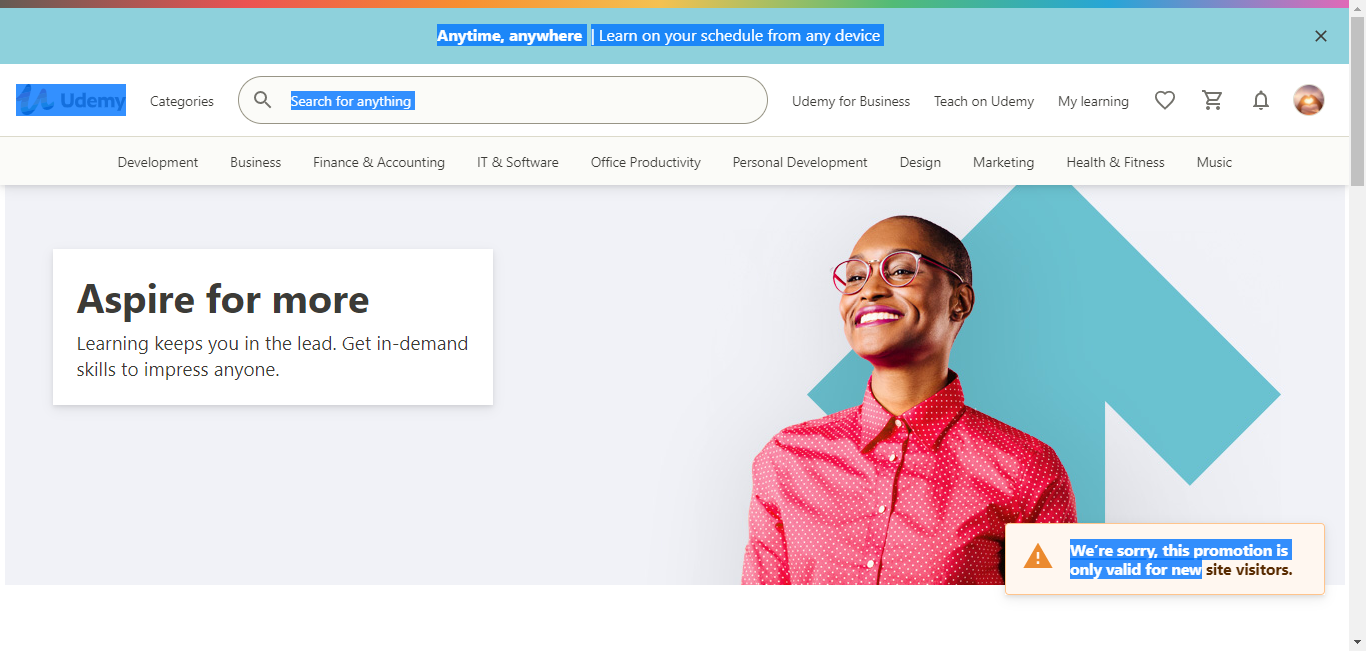 Anytime, anywhere | Learn on your schedule from any device
Udemy
Categories
Search for anything
Udemy for Business
Teach on Udemy
My learning
Development
Business
Finance & Accounting
IT & Software
Office Productivity
Personal Development
Design
Marketing
Health & Fitness
Music
Aspire for more
Learning keeps you in the lead. Get in-demand
skills to impress anyone.
We're sorry, this promotion is
only valid for new site visitors.